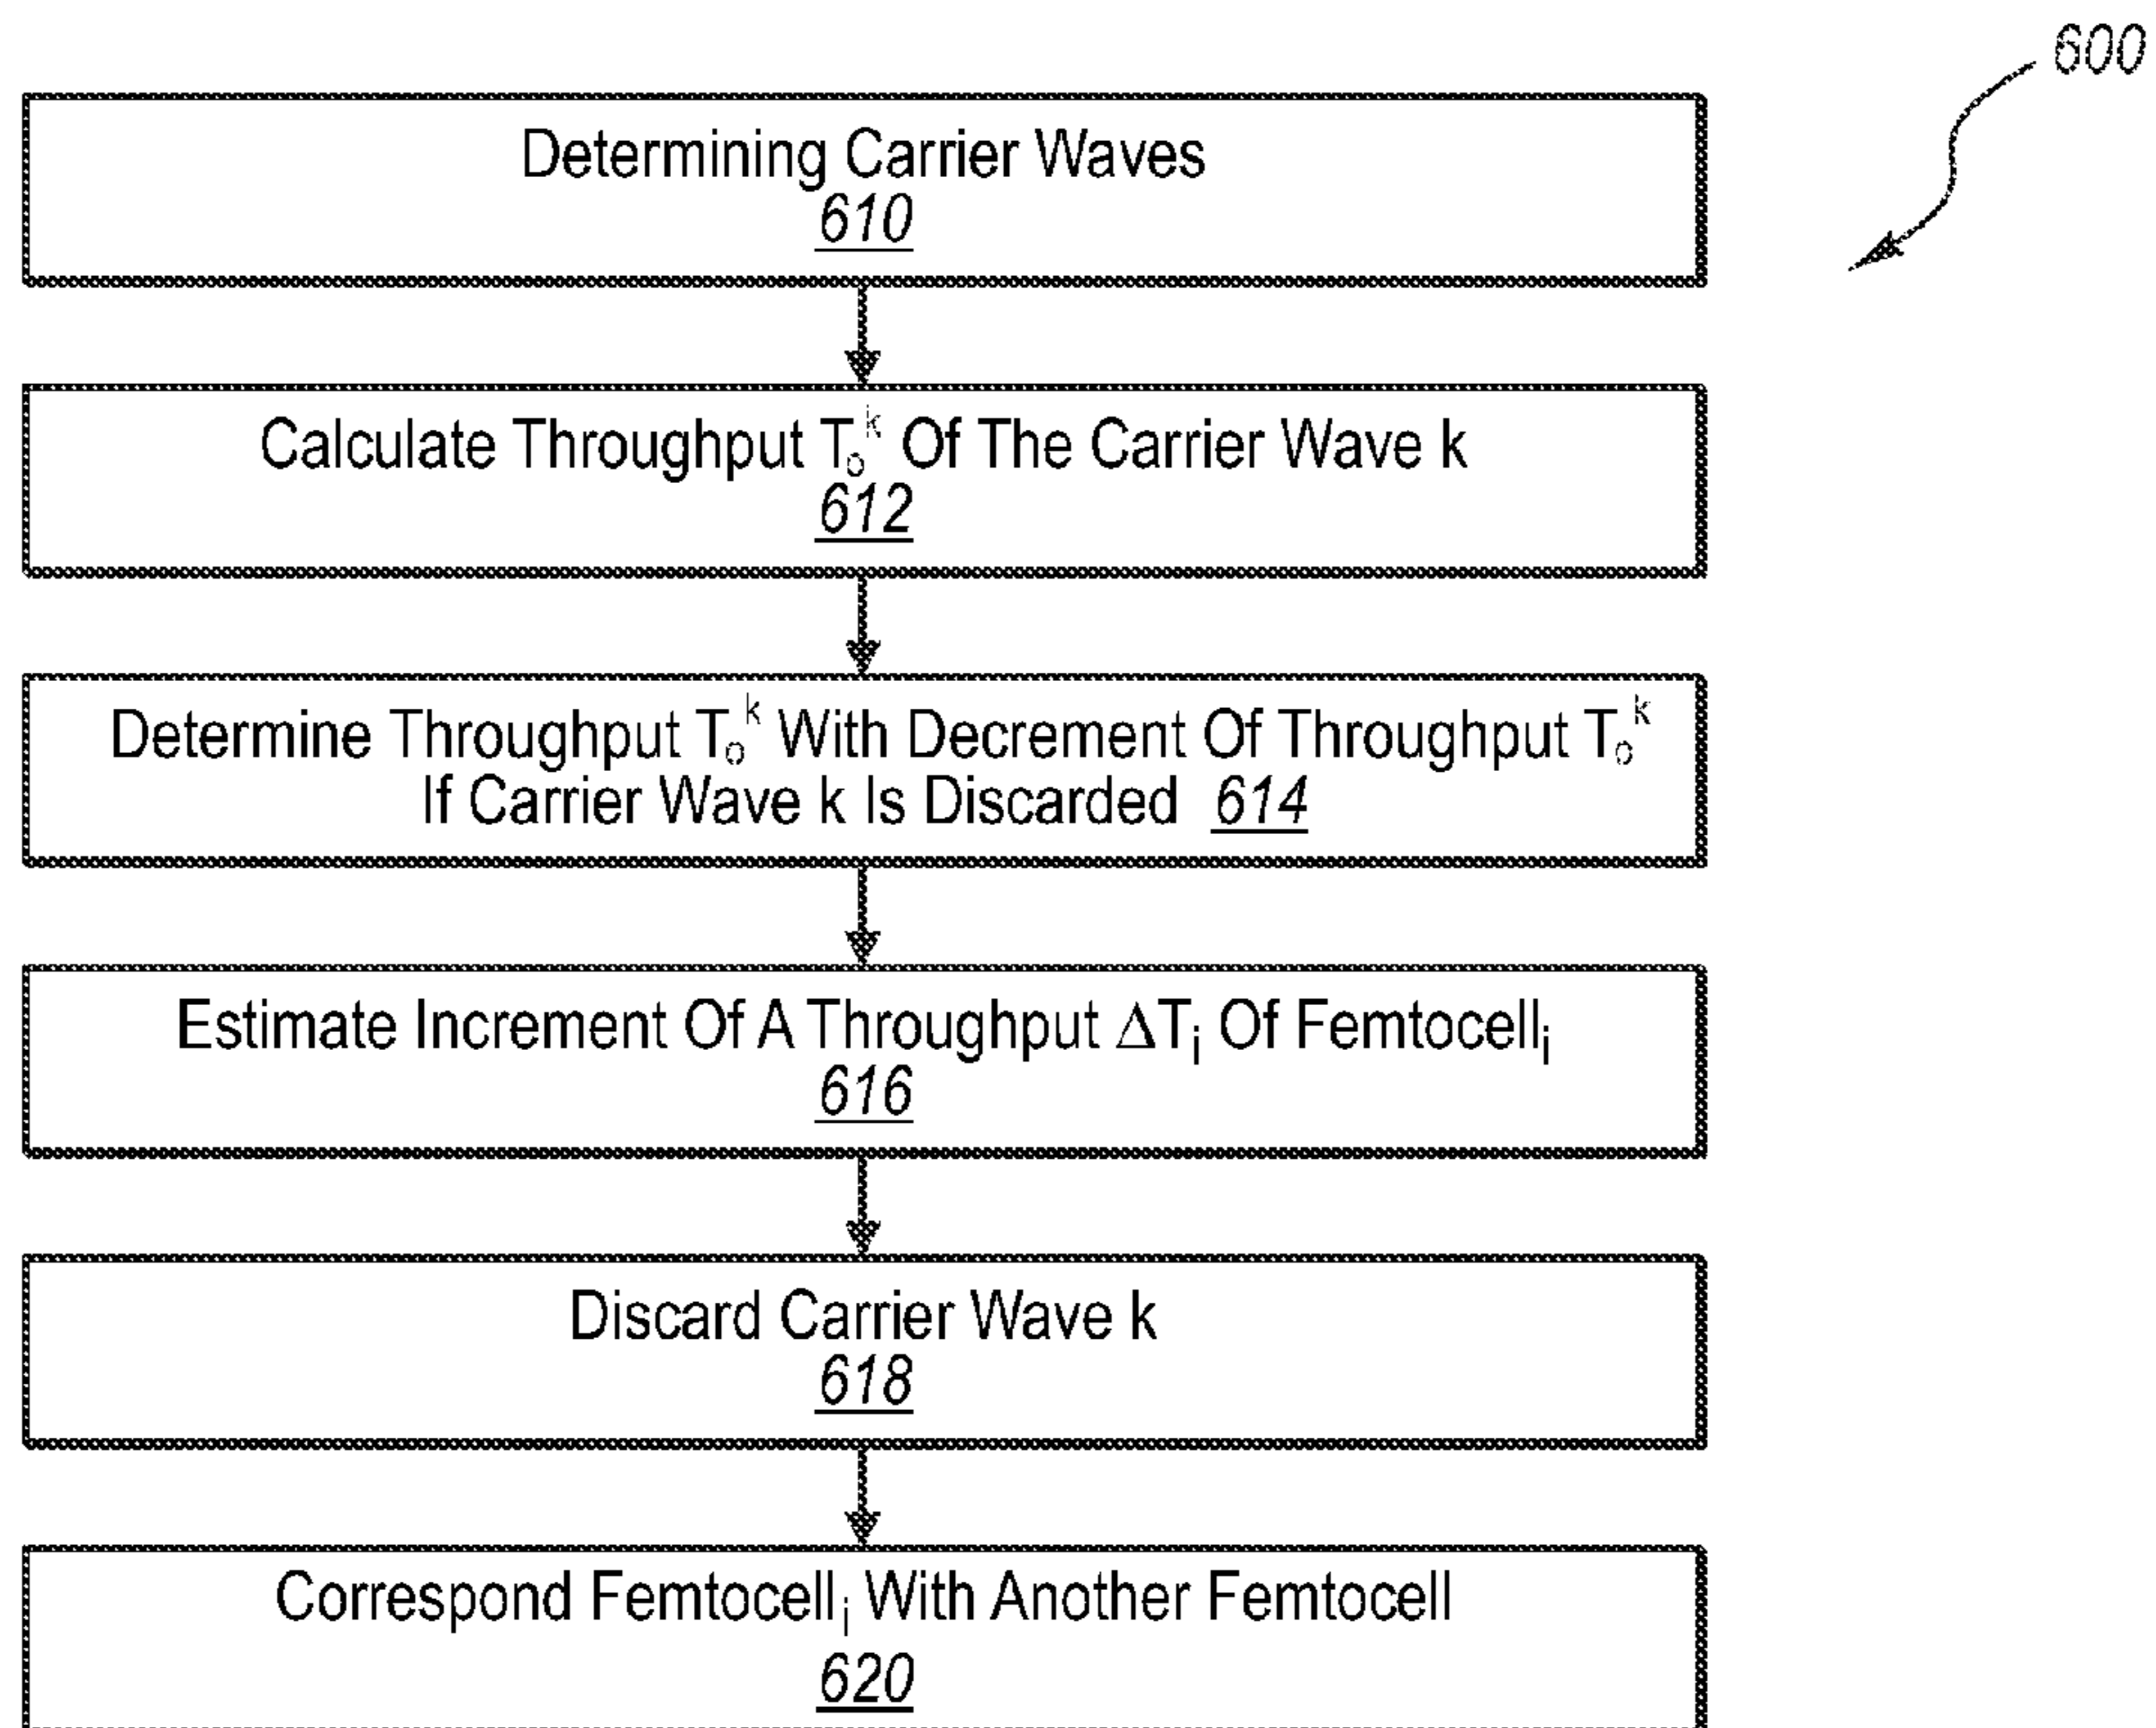 600
Determining Carrier Waves
610
Calculate Throughput T₀ᵏ Of The Carrier Wave k
612
Determine Throughput T₀ᵏ With Decrement Of Throughput T₀ᵏ
If Carrier Wave k Is Discarded 614
Estimate Increment Of A Throughput ΔTᵢ Of Femtocellᵢ
616
Discard Carrier Wave k
618
Correspond Femtocellᵢ With Another Femtocell
620